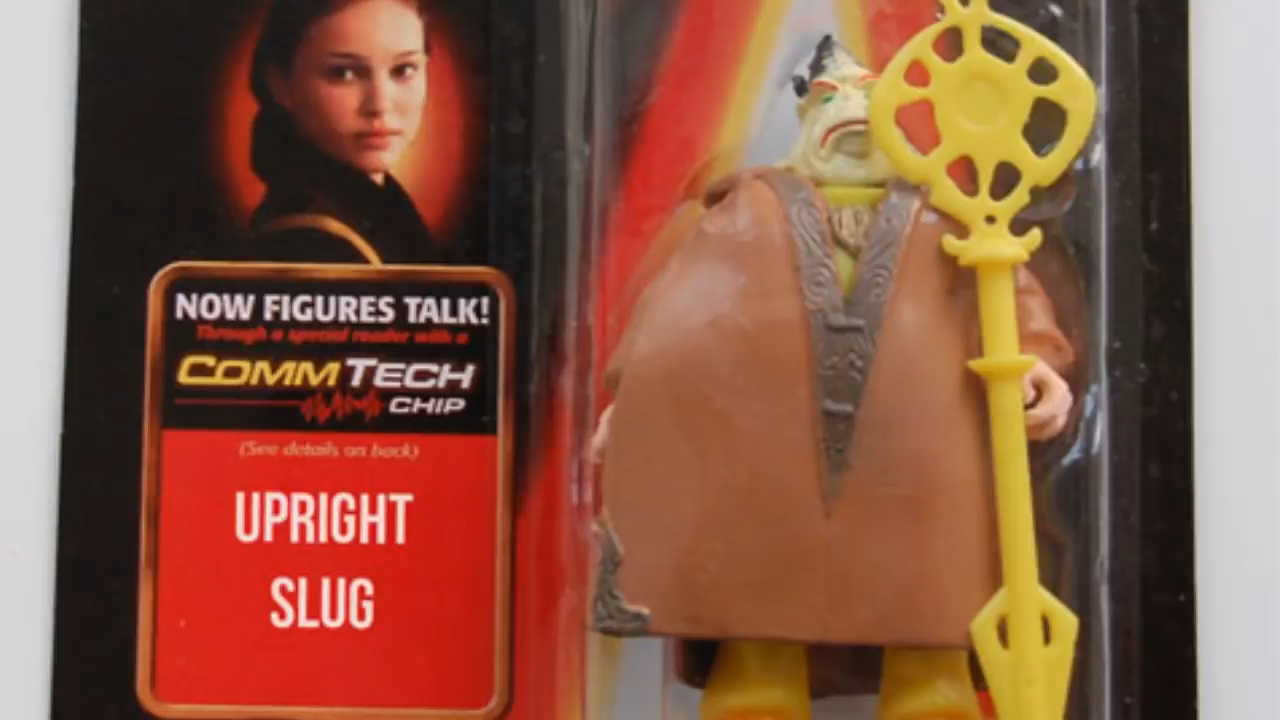 NOW FIGURES TALK!
Through a special reader with a
COMMTECH
CHIP
(See details on back)
UPRIGHT
SLUG